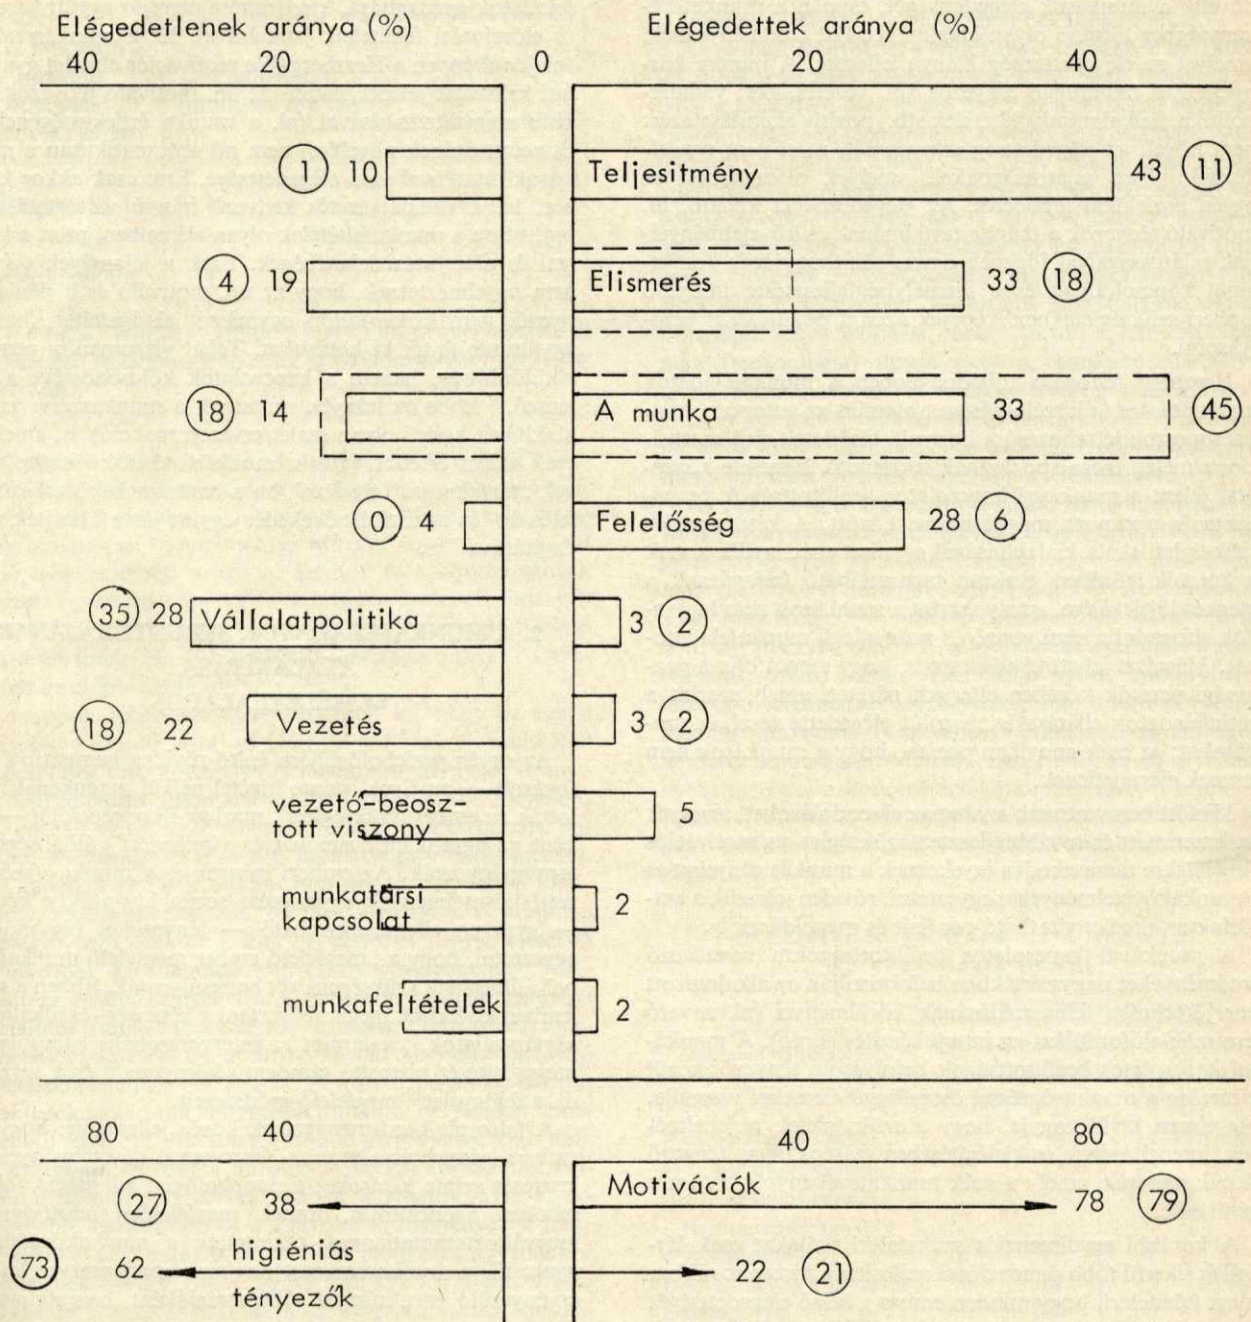 Elégedetlenek aránya (%) Elégedettek aránya (%)
40 20 0 20 40
10 Teljesitmény 43 11
4 19 Elismerés 33 18
18 14 A munka 33 45
0 4 Felelősség 28 6
35 28 Vállalatpolitika 3 2
18 22 Vezetés 3 2
vezető-beosz-
tott viszony 5
munkatársi
kapcsolat 2
munkafeltételek 2
80 40 40 80
27 38 Motivációk 78 79
73 62 higiéniás 22 21
tényezők